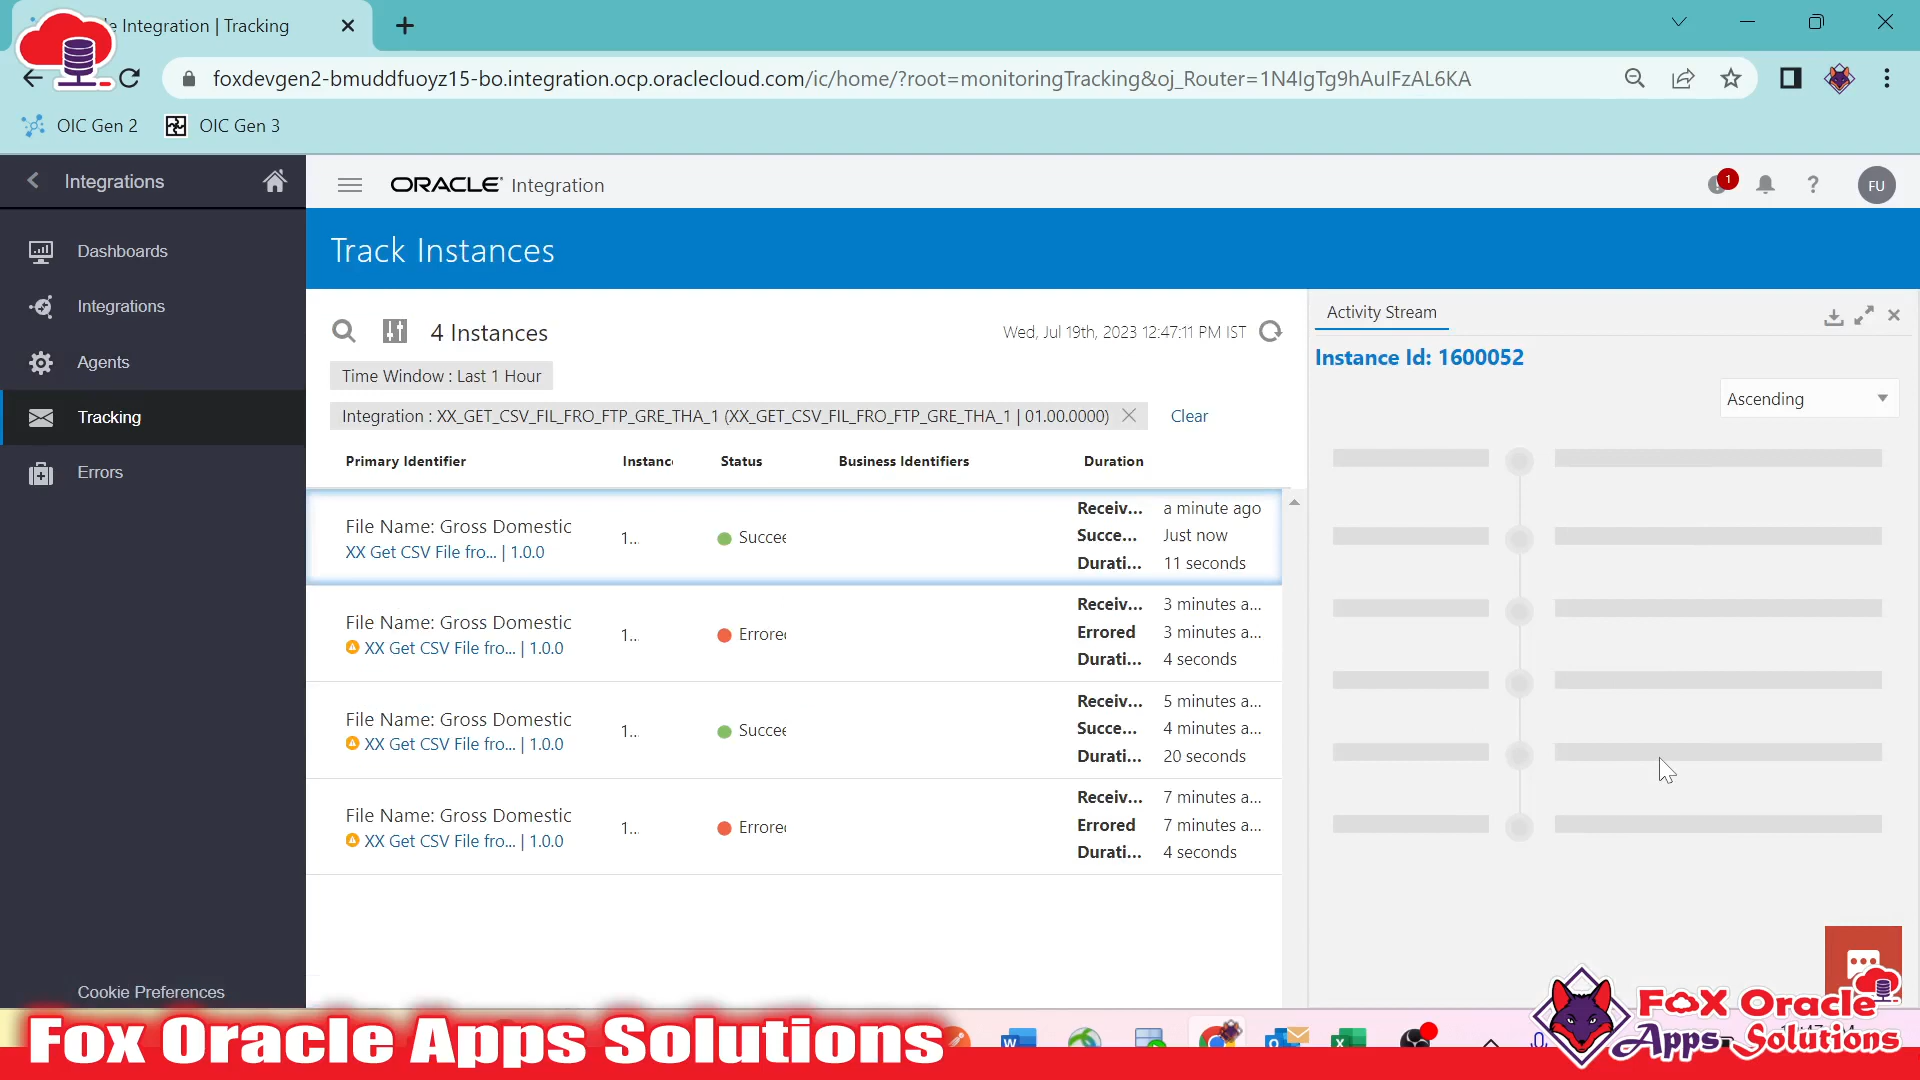 Integration | Tracking
foxdevgen2-bmuddfuoyz15-bo.integration.ocp.oraclecloud.com/ic/home/?root=monitoringTracking&oj_Router=1N4IgTg9hAuIFzAL6KA
OIC Gen 2
OIC Gen 3
Integrations
ORACLE Integration
1
?
FU
Dashboards
Integrations
Agents
Tracking
Errors
Cookie Preferences
Track Instances
4 Instances
Wed, Jul 19th, 2023 12:47:11 PM IST
Time Window : Last 1 Hour
Integration : XX_GET_CSV_FIL_FRO_FTP_GRE_THA_1 (XX_GET_CSV_FIL_FRO_FTP_GRE_THA_1 | 01.00.0000)
Clear
Primary Identifier Instanc Status Business Identifiers Duration
File Name: Gross Domestic
XX Get CSV File fro... | 1.0.0
1...
Succee
Receiv... a minute ago
Succe... Just now
Durati... 11 seconds
File Name: Gross Domestic
XX Get CSV File fro... | 1.0.0
1...
Errored
Receiv... 3 minutes a...
Errored 3 minutes a...
Durati... 4 seconds
File Name: Gross Domestic
XX Get CSV File fro... | 1.0.0
1...
Succee
Receiv... 5 minutes a...
Succe... 4 minutes a...
Durati... 20 seconds
File Name: Gross Domestic
XX Get CSV File fro... | 1.0.0
1...
Errored
Receiv... 7 minutes a...
Errored 7 minutes a...
Durati... 4 seconds
Activity Stream
Instance Id: 1600052
Ascending
Fox Oracle Apps Solutions
Fox Oracle
Apps Solutions